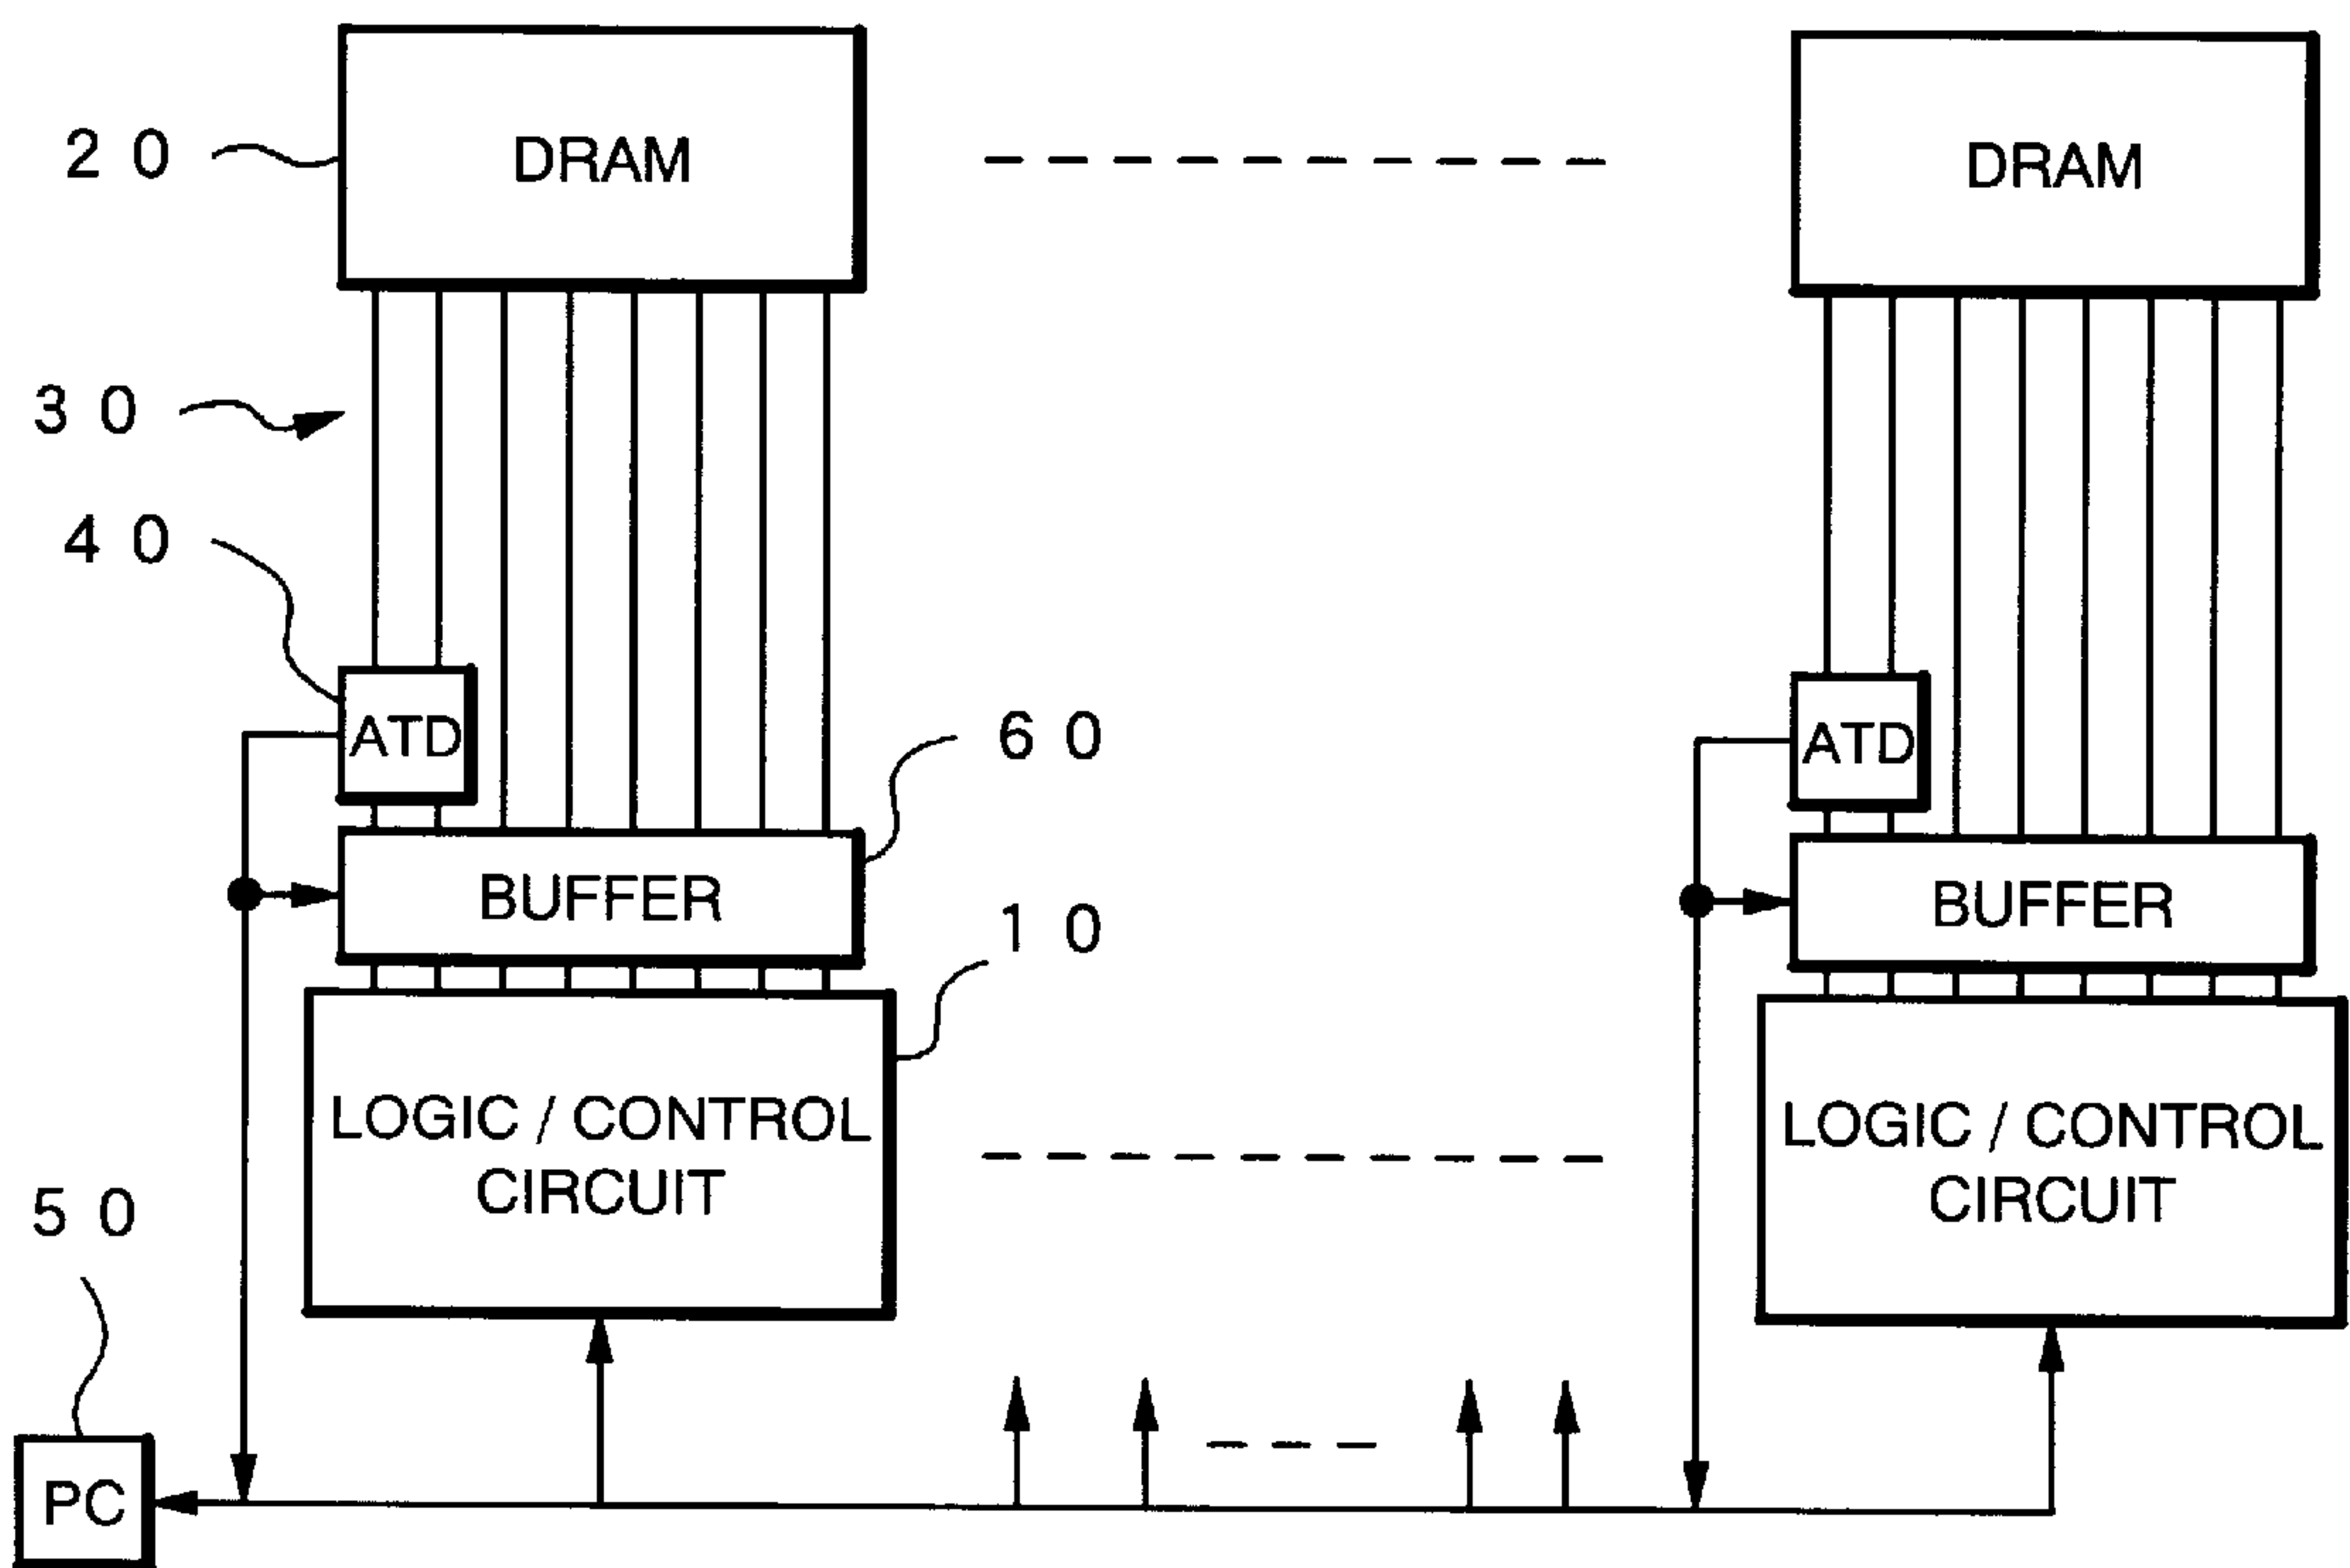 20
DRAM
DRAM
30
40
ATD
60
ATD
BUFFER
BUFFER
10
LOGIC / CONTROL
CIRCUIT
LOGIC / CONTROL
CIRCUIT
50
PC